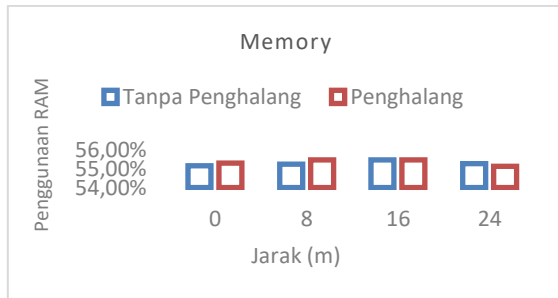 Memory
Tanpa Penghalang Penghalang
Penggunaan RAM
56,00%
55,00%
54,00%
0 8 16 24
Jarak (m)